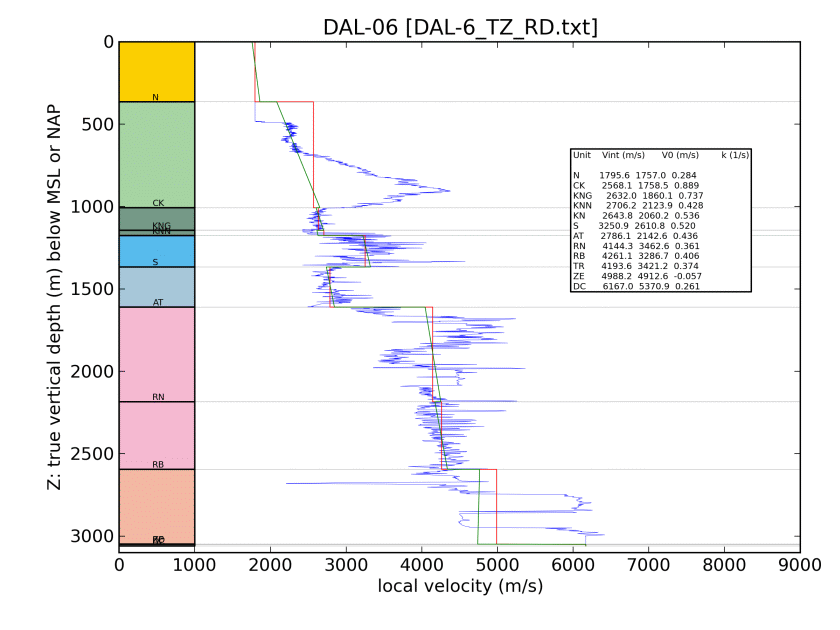 DAL-06 [DAL-6_TZ_RD.txt]
0
500
1000
1500
2000
2500
3000
Z: true vertical depth (m) below MSL or NAP
N
CK
KNG
KNN
S
AT
RN
RB
Unit Vint (m/s) V0 (m/s) k (1/s)
N 1795.6 1757.0 0.284
CK 2568.1 1758.5 0.889
KNG 2632.0 1860.1 0.737
KNN 2706.2 2123.9 0.428
KN 2643.8 2060.2 0.536
S 3250.9 2610.8 0.520
AT 2786.1 2142.6 0.436
RN 4144.3 3462.6 0.361
RB 4261.1 3286.7 0.406
TR 4193.6 3421.2 0.374
ZE 4988.2 4912.6 -0.057
DC 6167.0 5370.9 0.261
0 1000 2000 3000 4000 5000 6000 7000 8000 9000
local velocity (m/s)